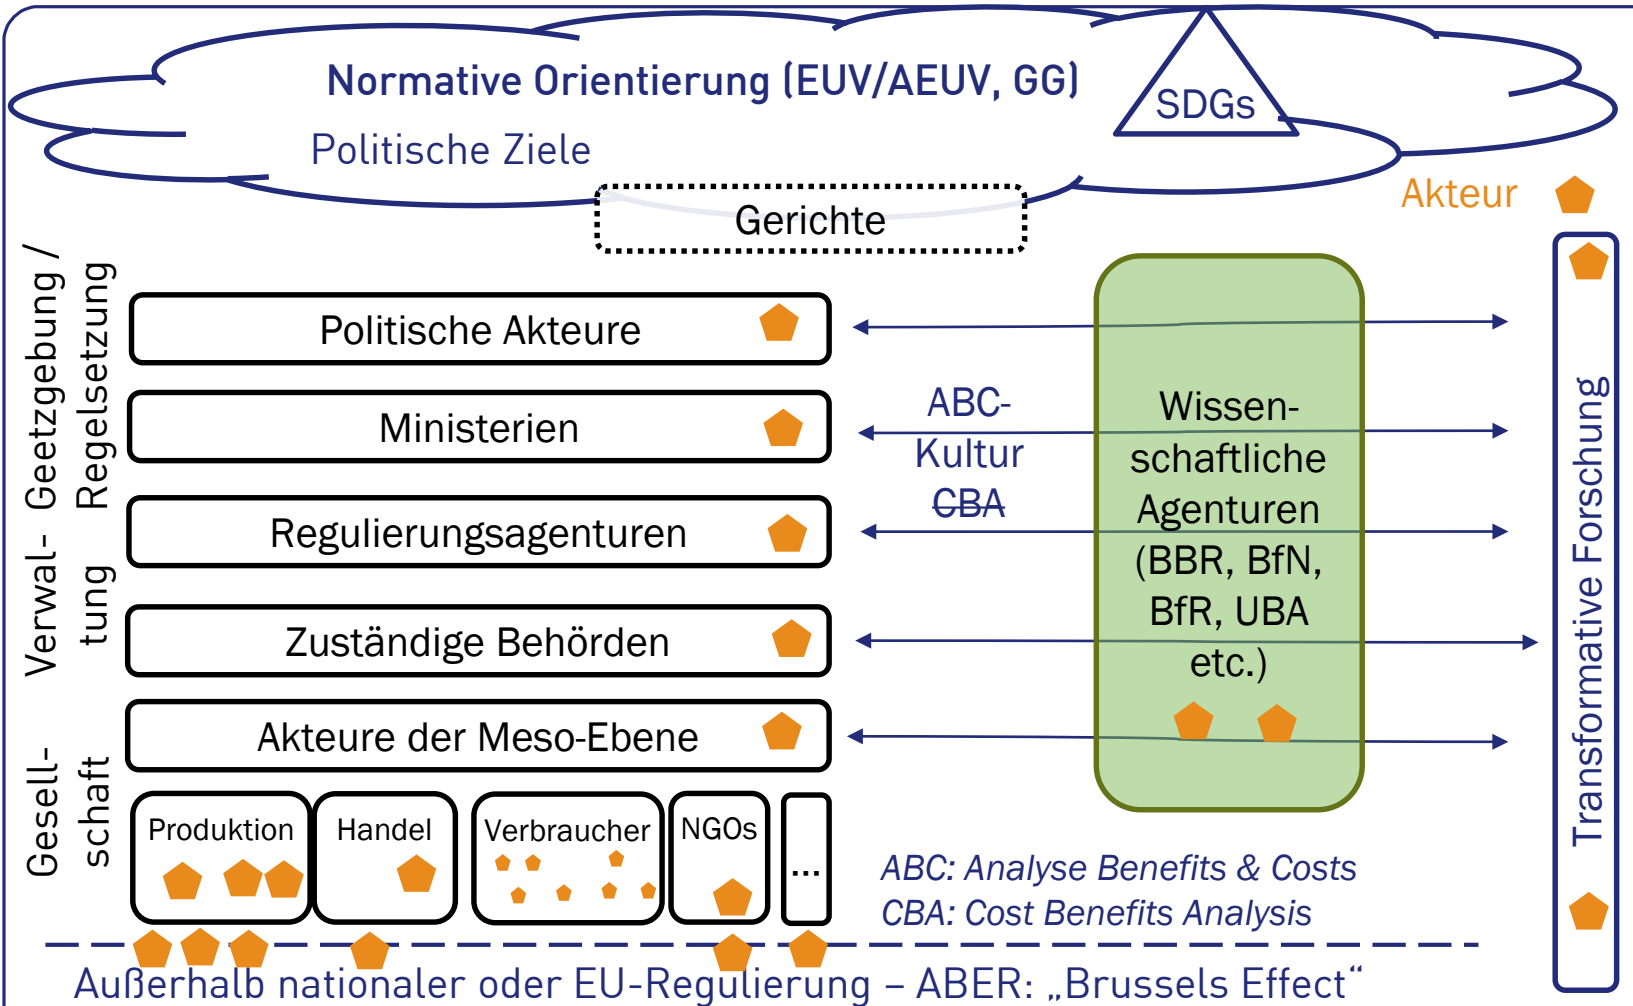 Normative Orientierung (EUV/AEUV, GG)
SDGs
Politische Ziele
Akteur
Gerichte
Geetzgebung /
Regelsetzung
Politische Akteure
Ministerien
ABC-
Kultur
CBA
Wissen-
schaftliche
Agenturen
(BBR, BfN,
BfR, UBA
etc.)
Transformative Forschung
Verwal-
tung
Regulierungsagenturen
Zuständige Behörden
Gesell-
schaft
Akteure der Meso-Ebene
Produktion
Handel
Verbraucher
NGOs
...
ABC: Analyse Benefits & Costs
CBA: Cost Benefits Analysis
Außerhalb nationaler oder EU-Regulierung – ABER: „Brussels Effect“